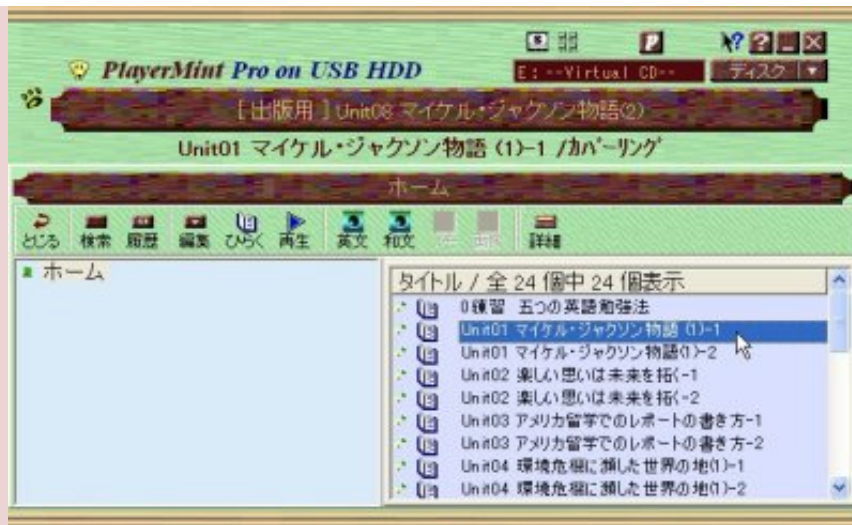 PlayerMint Pro on USB HDD
E:--Virtual CD--
ディスク
[出版用] Unit08 マイケル・ジャクソン物語(2)
Unit01 マイケル・ジャクソン物語 (1)-1 /カバーリング
ホーム
とじる 検索 履歴 編集 ひらく 再生 英文 和文 詳細
ホーム
タイトル / 全 24 個中 24 個表示
0練習 五つの英語勉強法
Unit01 マイケル・ジャクソン物語 (1)-1
Unit01 マイケル・ジャクソン物語(1)-2
Unit02 楽しい思いは未来を拓く-1
Unit02 楽しい思いは未来を拓く-2
Unit03 アメリカ留学でのレポートの書き方-1
Unit03 アメリカ留学でのレポートの書き方-2
Unit04 環境危機に瀕した世界の地(1)-1
Unit04 環境危機に瀕した世界の地(1)-2